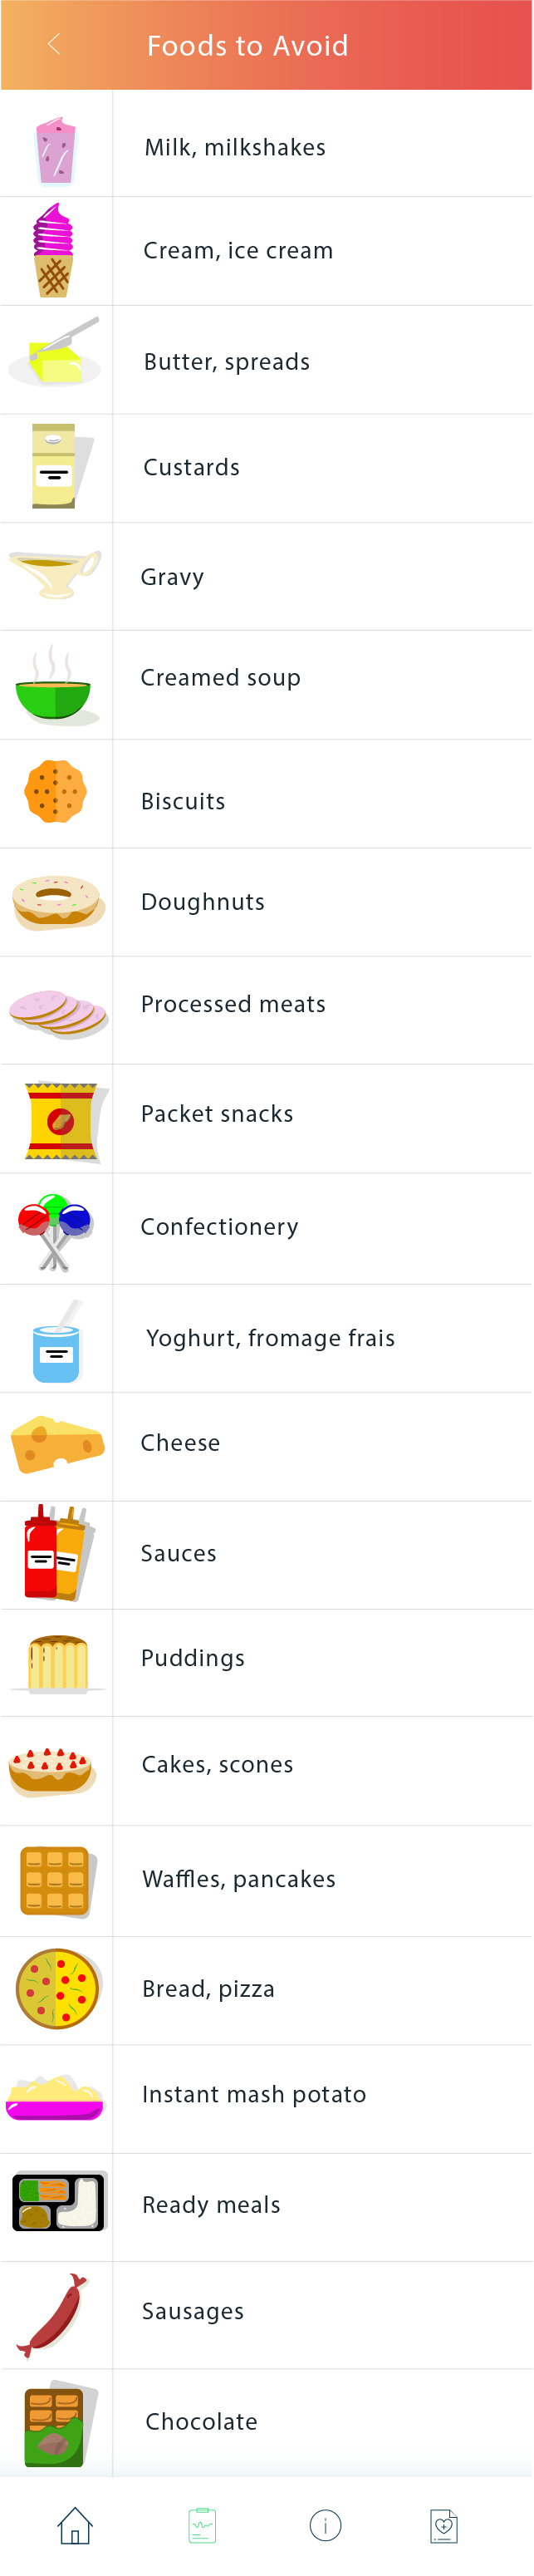 Foods to Avoid
Milk, milkshakes
Cream, ice cream
Butter, spreads
Custards
Gravy
Creamed soup
Biscuits
Doughnuts
Processed meats
Packet snacks
Confectionery
Yoghurt, fromage frais
Cheese
Sauces
Puddings
Cakes, scones
Waffles, pancakes
Bread, pizza
Instant mash potato
Ready meals
Sausages
Chocolate